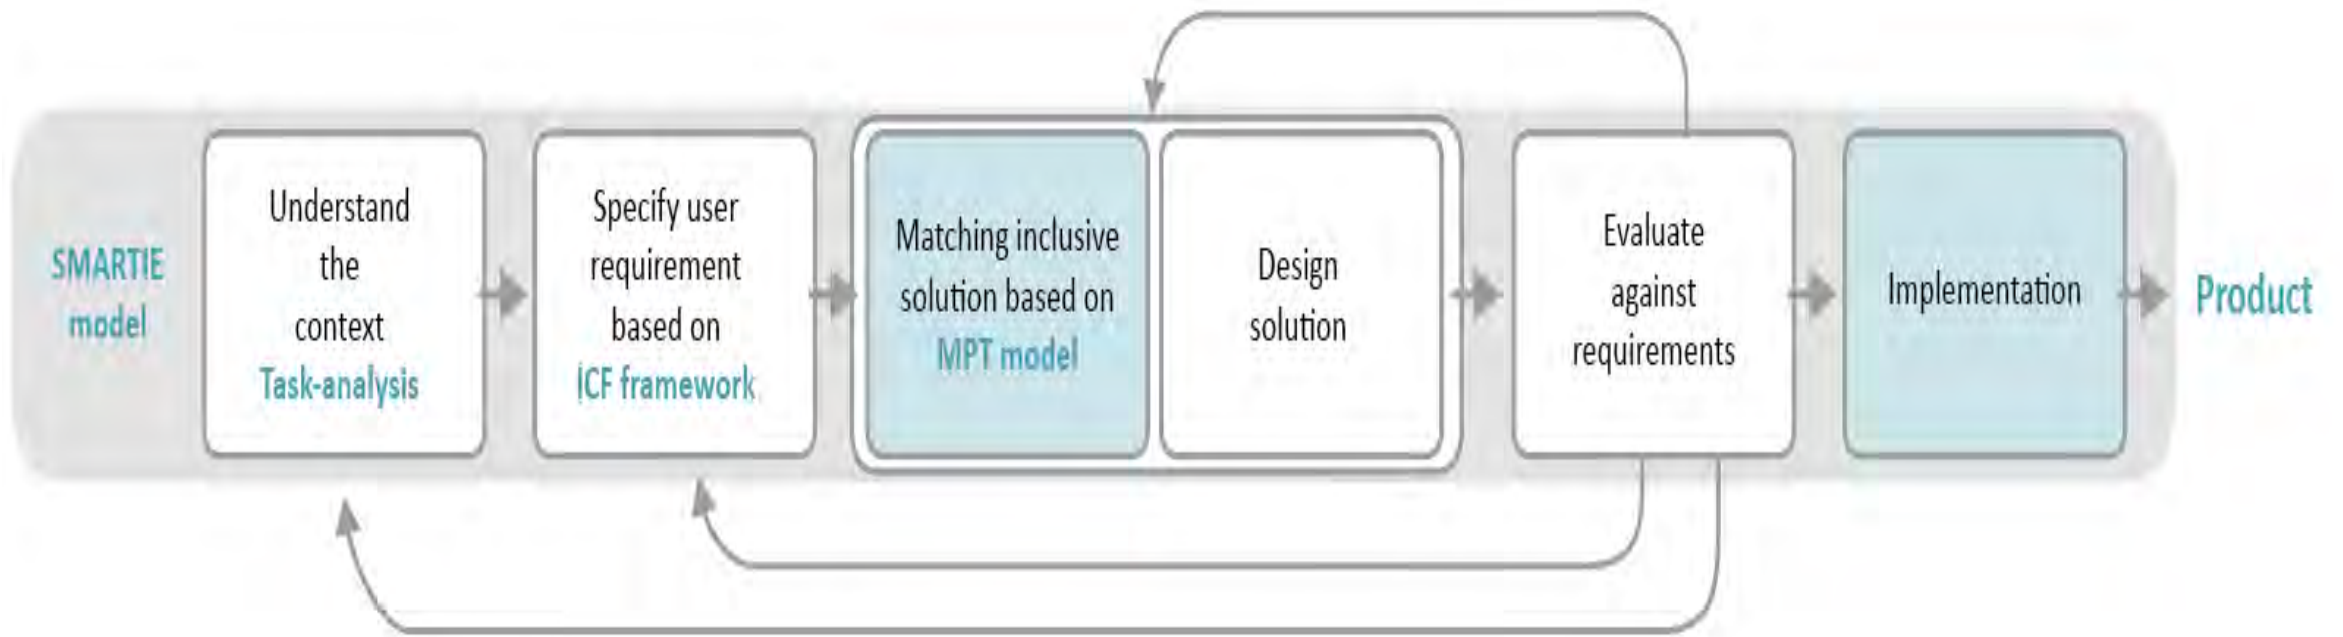 SMARTIE
model
Understand
the
context
Task-analysis
Specify user
requirement
based on
ICF framework
Matching inclusive
solution based on
MPT model
Design
solution
Evaluate
against
requirements
Implementation
Product